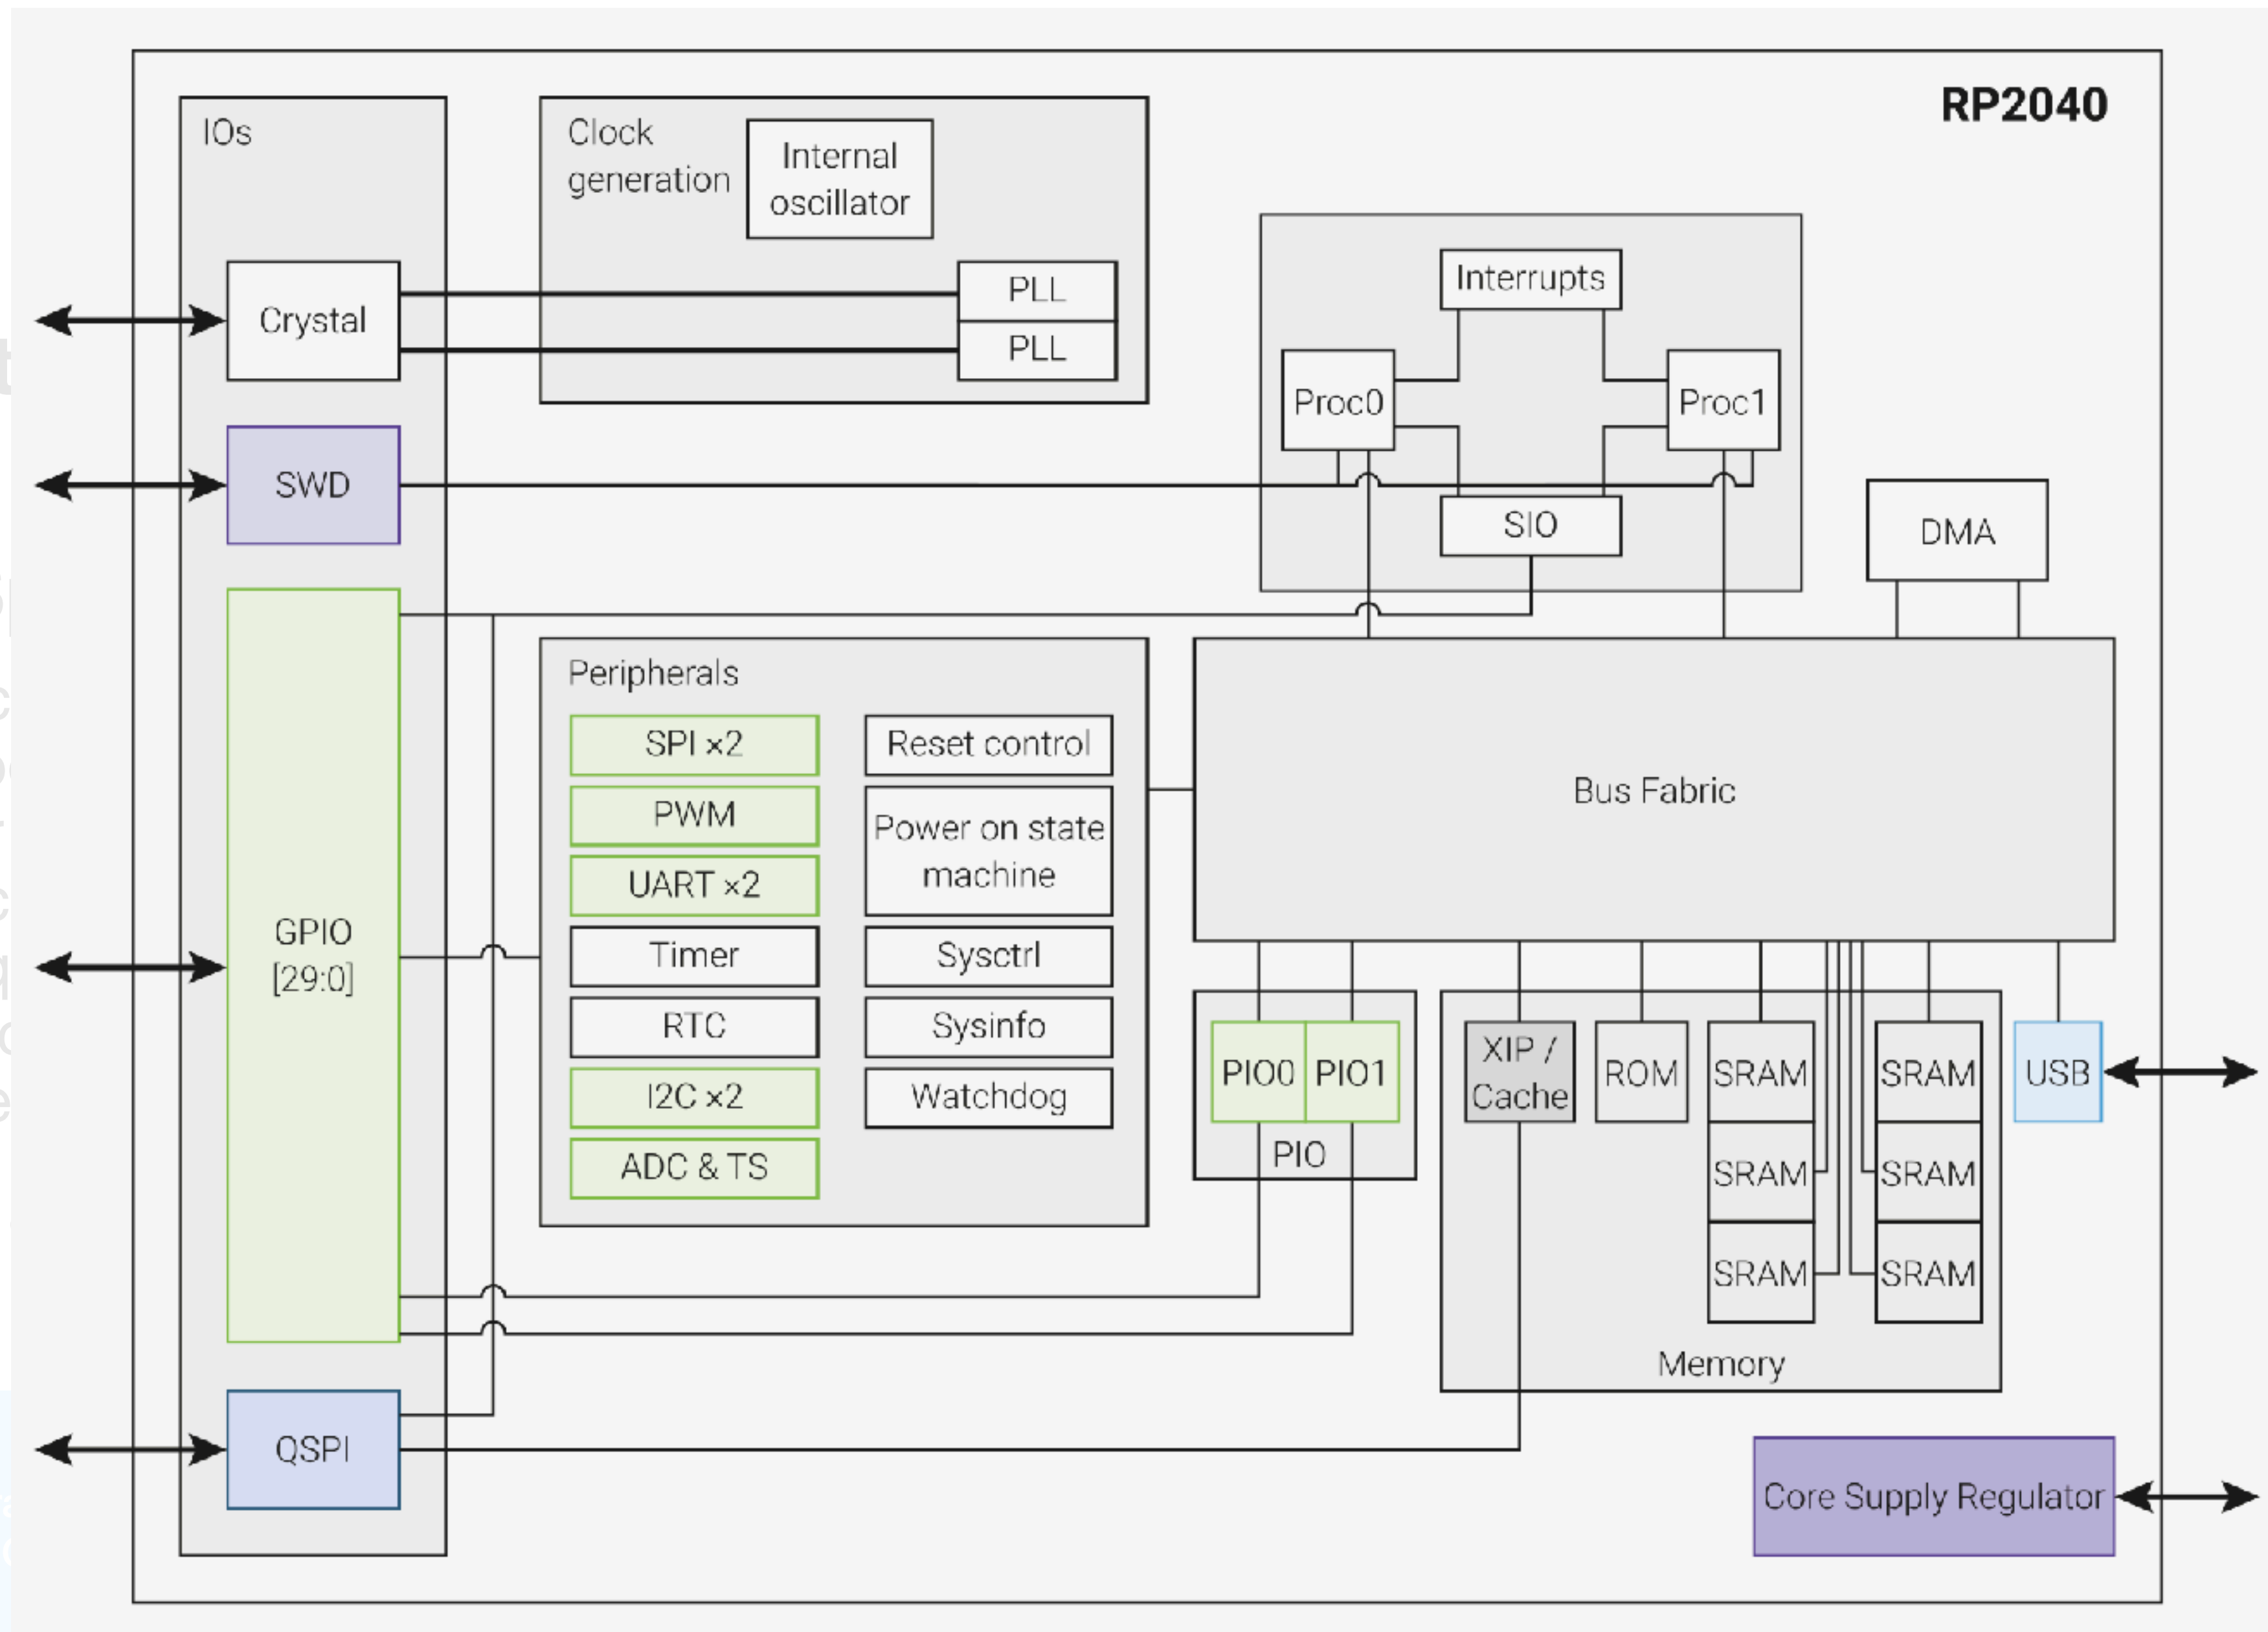 RP2040
IOs
Crystal
SWD
GPIO
[29:0]
QSPI
Clock
generation
Internal
oscillator
PLL
PLL
Interrupts
Proc0
Proc1
SIO
DMA
Peripherals
SPI ×2
PWM
UART ×2
Timer
RTC
I2C ×2
ADC & TS
Reset control
Power on state
machine
Sysctrl
Sysinfo
Watchdog
Bus Fabric
PIO0
PIO1
PIO
XIP /
Cache
ROM
SRAM
SRAM
SRAM
SRAM
SRAM
SRAM
Memory
USB
Core Supply Regulator